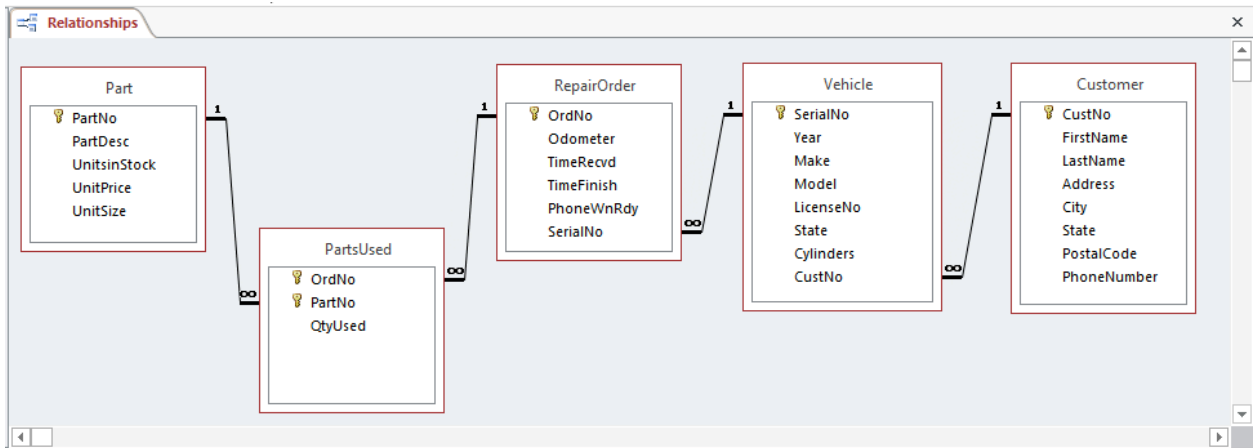 Relationships
Part
PartNo
PartDesc
UnitsinStock
UnitPrice
UnitSize
1
∞
PartsUsed
OrdNo
PartNo
QtyUsed
∞
1
RepairOrder
OrdNo
Odometer
TimeRecvd
TimeFinish
PhoneWnRdy
SerialNo
∞
1
Vehicle
SerialNo
Year
Make
Model
LicenseNo
State
Cylinders
CustNo
∞
1
Customer
CustNo
FirstName
LastName
Address
City
State
PostalCode
PhoneNumber